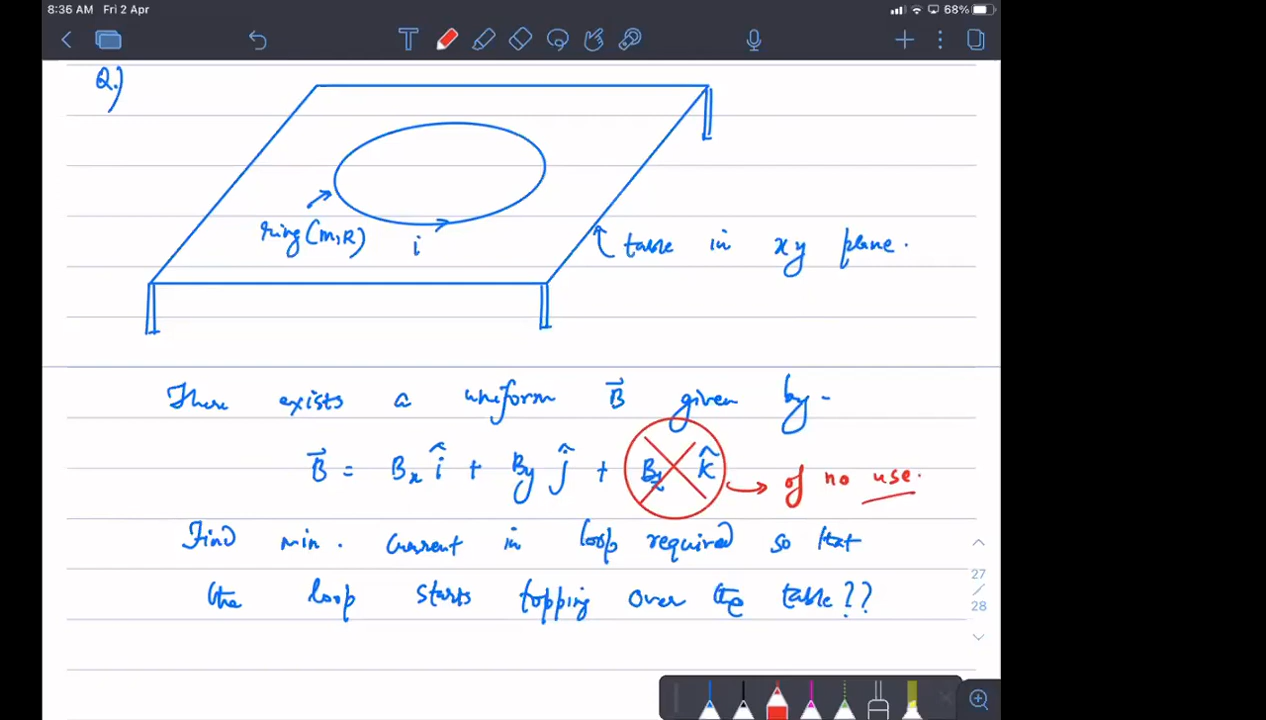 8:36 AM Fri 2 Apr 68%
Q.)
ring (m,R)
i
table in xy plane.
There exists a uniform B⃗ given by-
B⃗ = Bx î + By ĵ + Bz k̂ → of no use.
Find min. current in loop required so that
27
the loop starts topping over the table??
28